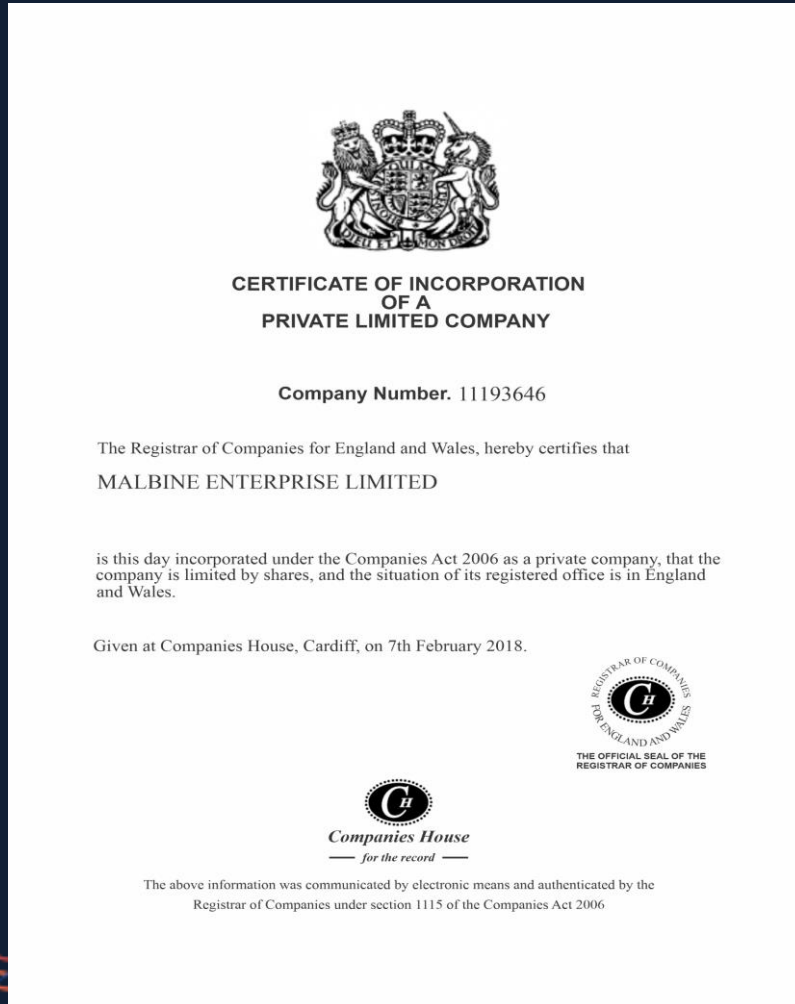 DIEU ET MON DROIT
CERTIFICATE OF INCORPORATION
OF A
PRIVATE LIMITED COMPANY
Company Number. 11193646
The Registrar of Companies for England and Wales, hereby certifies that
MALBINE ENTERPRISE LIMITED
is this day incorporated under the Companies Act 2006 as a private company, that the
company is limited by shares, and the situation of its registered office is in England
and Wales.
Given at Companies House, Cardiff, on 7th February 2018.
REGISTRAR OF COMPANIES
FOR ENGLAND AND WALES
CH
THE OFFICIAL SEAL OF THE
REGISTRAR OF COMPANIES
CH
Companies House
for the record
The above information was communicated by electronic means and authenticated by the
Registrar of Companies under section 1115 of the Companies Act 2006